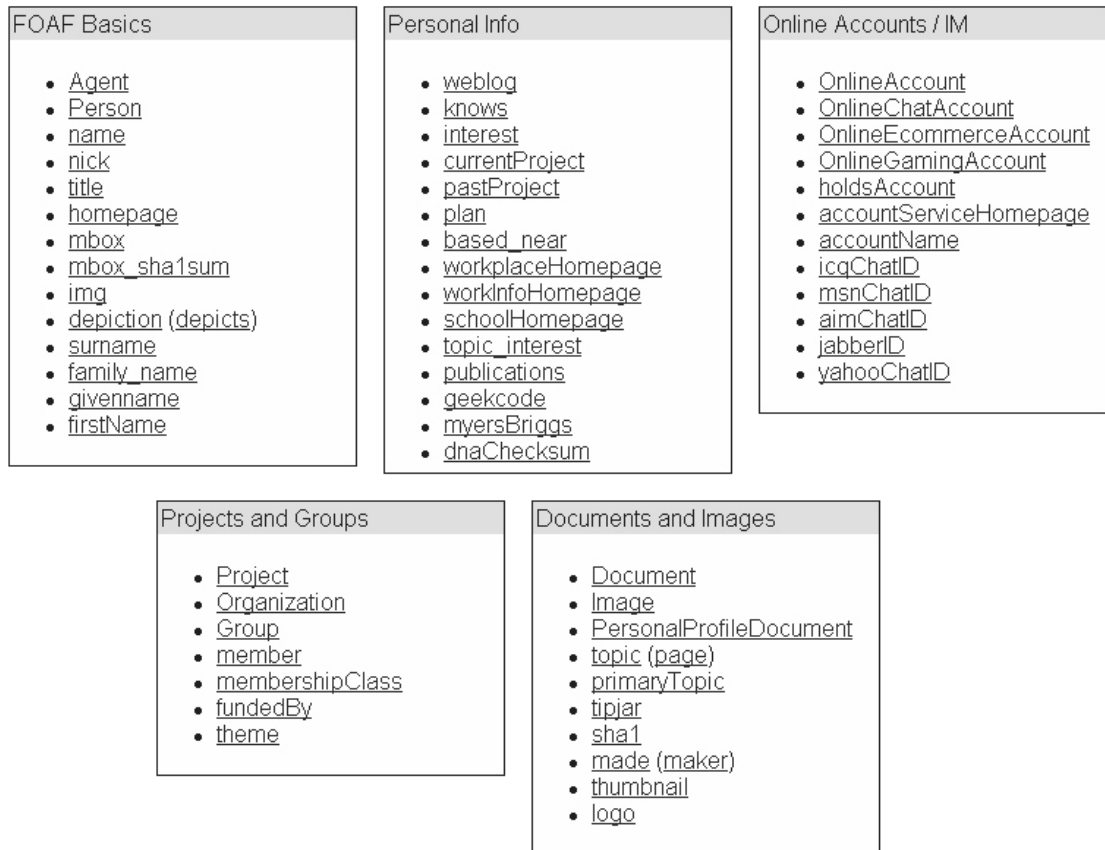 FOAF Basics
Agent
Person
name
nick
title
homepage
mbox
mbox_sha1sum
img
depiction (depicts)
surname
family_name
givenname
firstName
Personal Info
weblog
knows
interest
currentProject
pastProject
plan
based_near
workplaceHomepage
workInfoHomepage
schoolHomepage
topic_interest
publications
geekcode
myersBriggs
dnaChecksum
Online Accounts / IM
OnlineAccount
OnlineChatAccount
OnlineEcommerceAccount
OnlineGamingAccount
holdsAccount
accountServiceHomepage
accountName
icqChatID
msnChatID
aimChatID
jabberID
yahooChatID
Projects and Groups
Project
Organization
Group
member
membershipClass
fundedBy
theme
Documents and Images
Document
Image
PersonalProfileDocument
topic (page)
primaryTopic
tipjar
sha1
made (maker)
thumbnail
logo